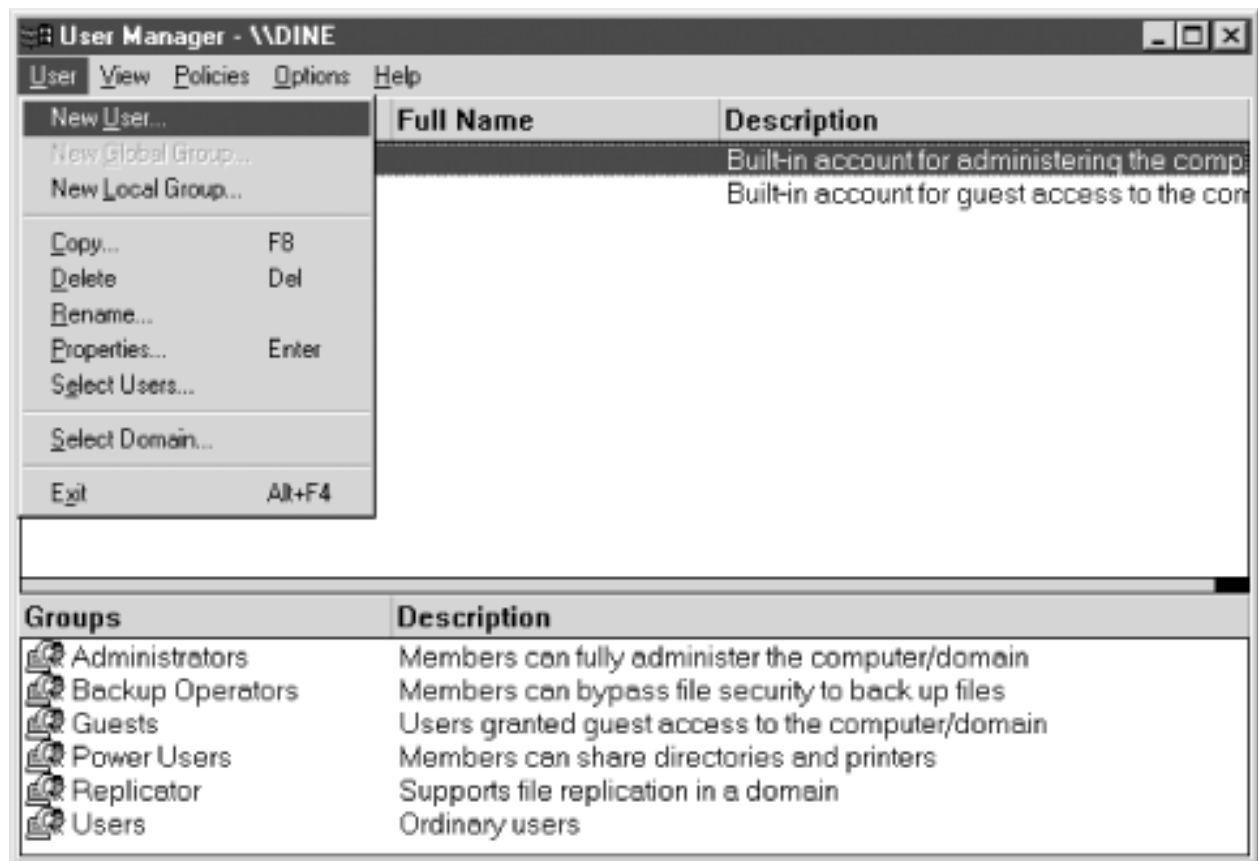 User Manager - \\DINE
User View Policies Options Help
New User... Full Name Description
New Global Group... Built-in account for administering the comp
New Local Group... Built-in account for guest access to the com
Copy... F8
Delete Del
Rename...
Properties... Enter
Select Users...
Select Domain...
Exit Alt+F4
Groups Description
Administrators Members can fully administer the computer/domain
Backup Operators Members can bypass file security to back up files
Guests Users granted guest access to the computer/domain
Power Users Members can share directories and printers
Replicator Supports file replication in a domain
Users Ordinary users